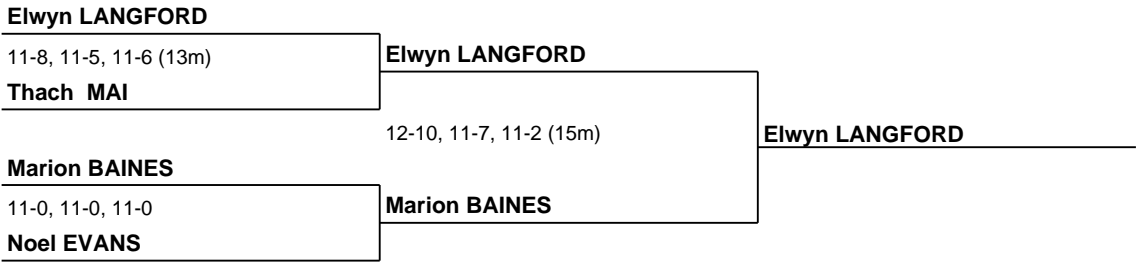 Elwyn LANGFORD
11-8, 11-5, 11-6 (13m)
Elwyn LANGFORD
Thach MAI
12-10, 11-7, 11-2 (15m)
Elwyn LANGFORD
Marion BAINES
11-0, 11-0, 11-0
Marion BAINES
Noel EVANS